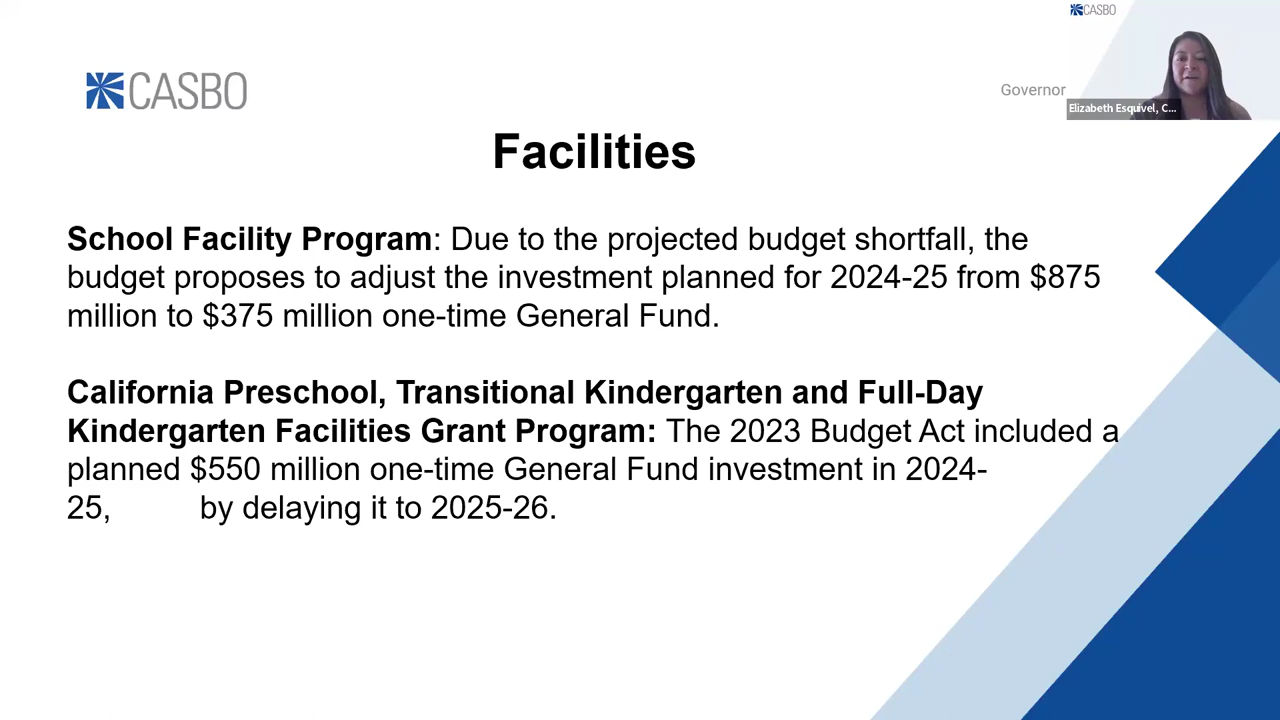 CASBO
CASBO
Governor
Elizabeth Esquivel, C...
Facilities
School Facility Program: Due to the projected budget shortfall, the
budget proposes to adjust the investment planned for 2024-25 from $875
million to $375 million one-time General Fund.
California Preschool, Transitional Kindergarten and Full-Day
Kindergarten Facilities Grant Program: The 2023 Budget Act included a
planned $550 million one-time General Fund investment in 2024-
25, by delaying it to 2025-26.